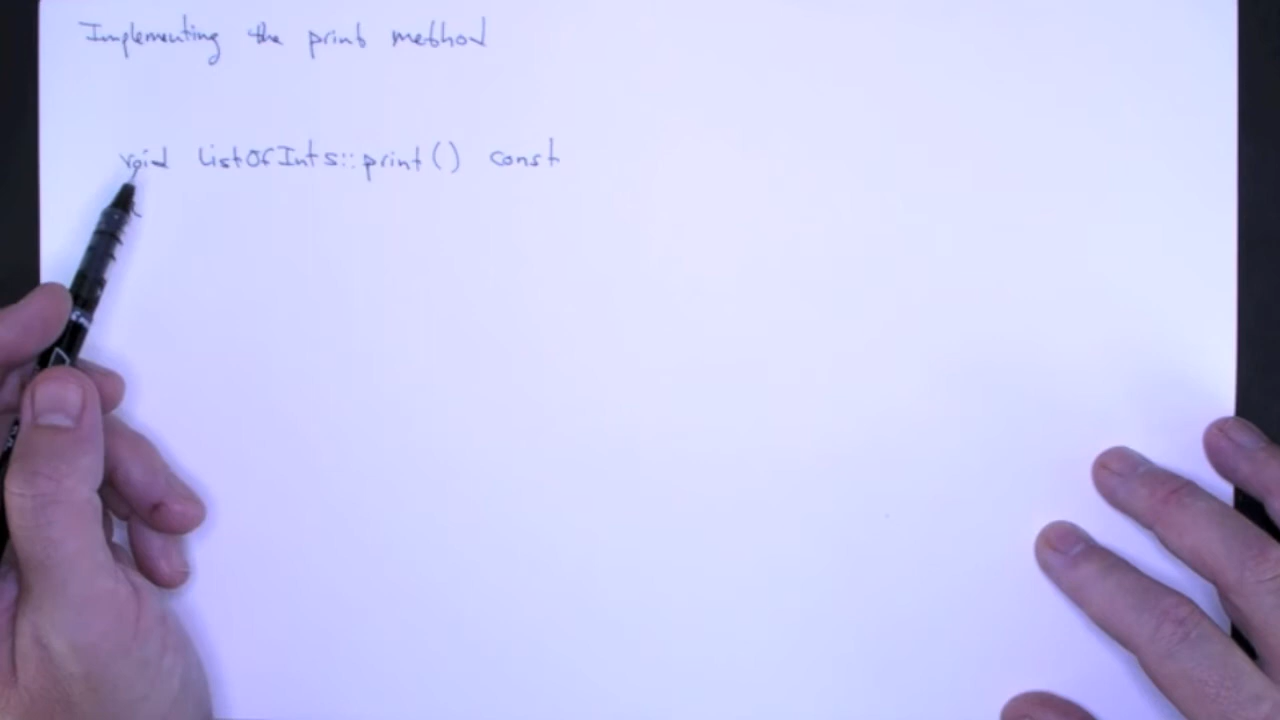 Implementing the print method
void ListOfInts::print() const